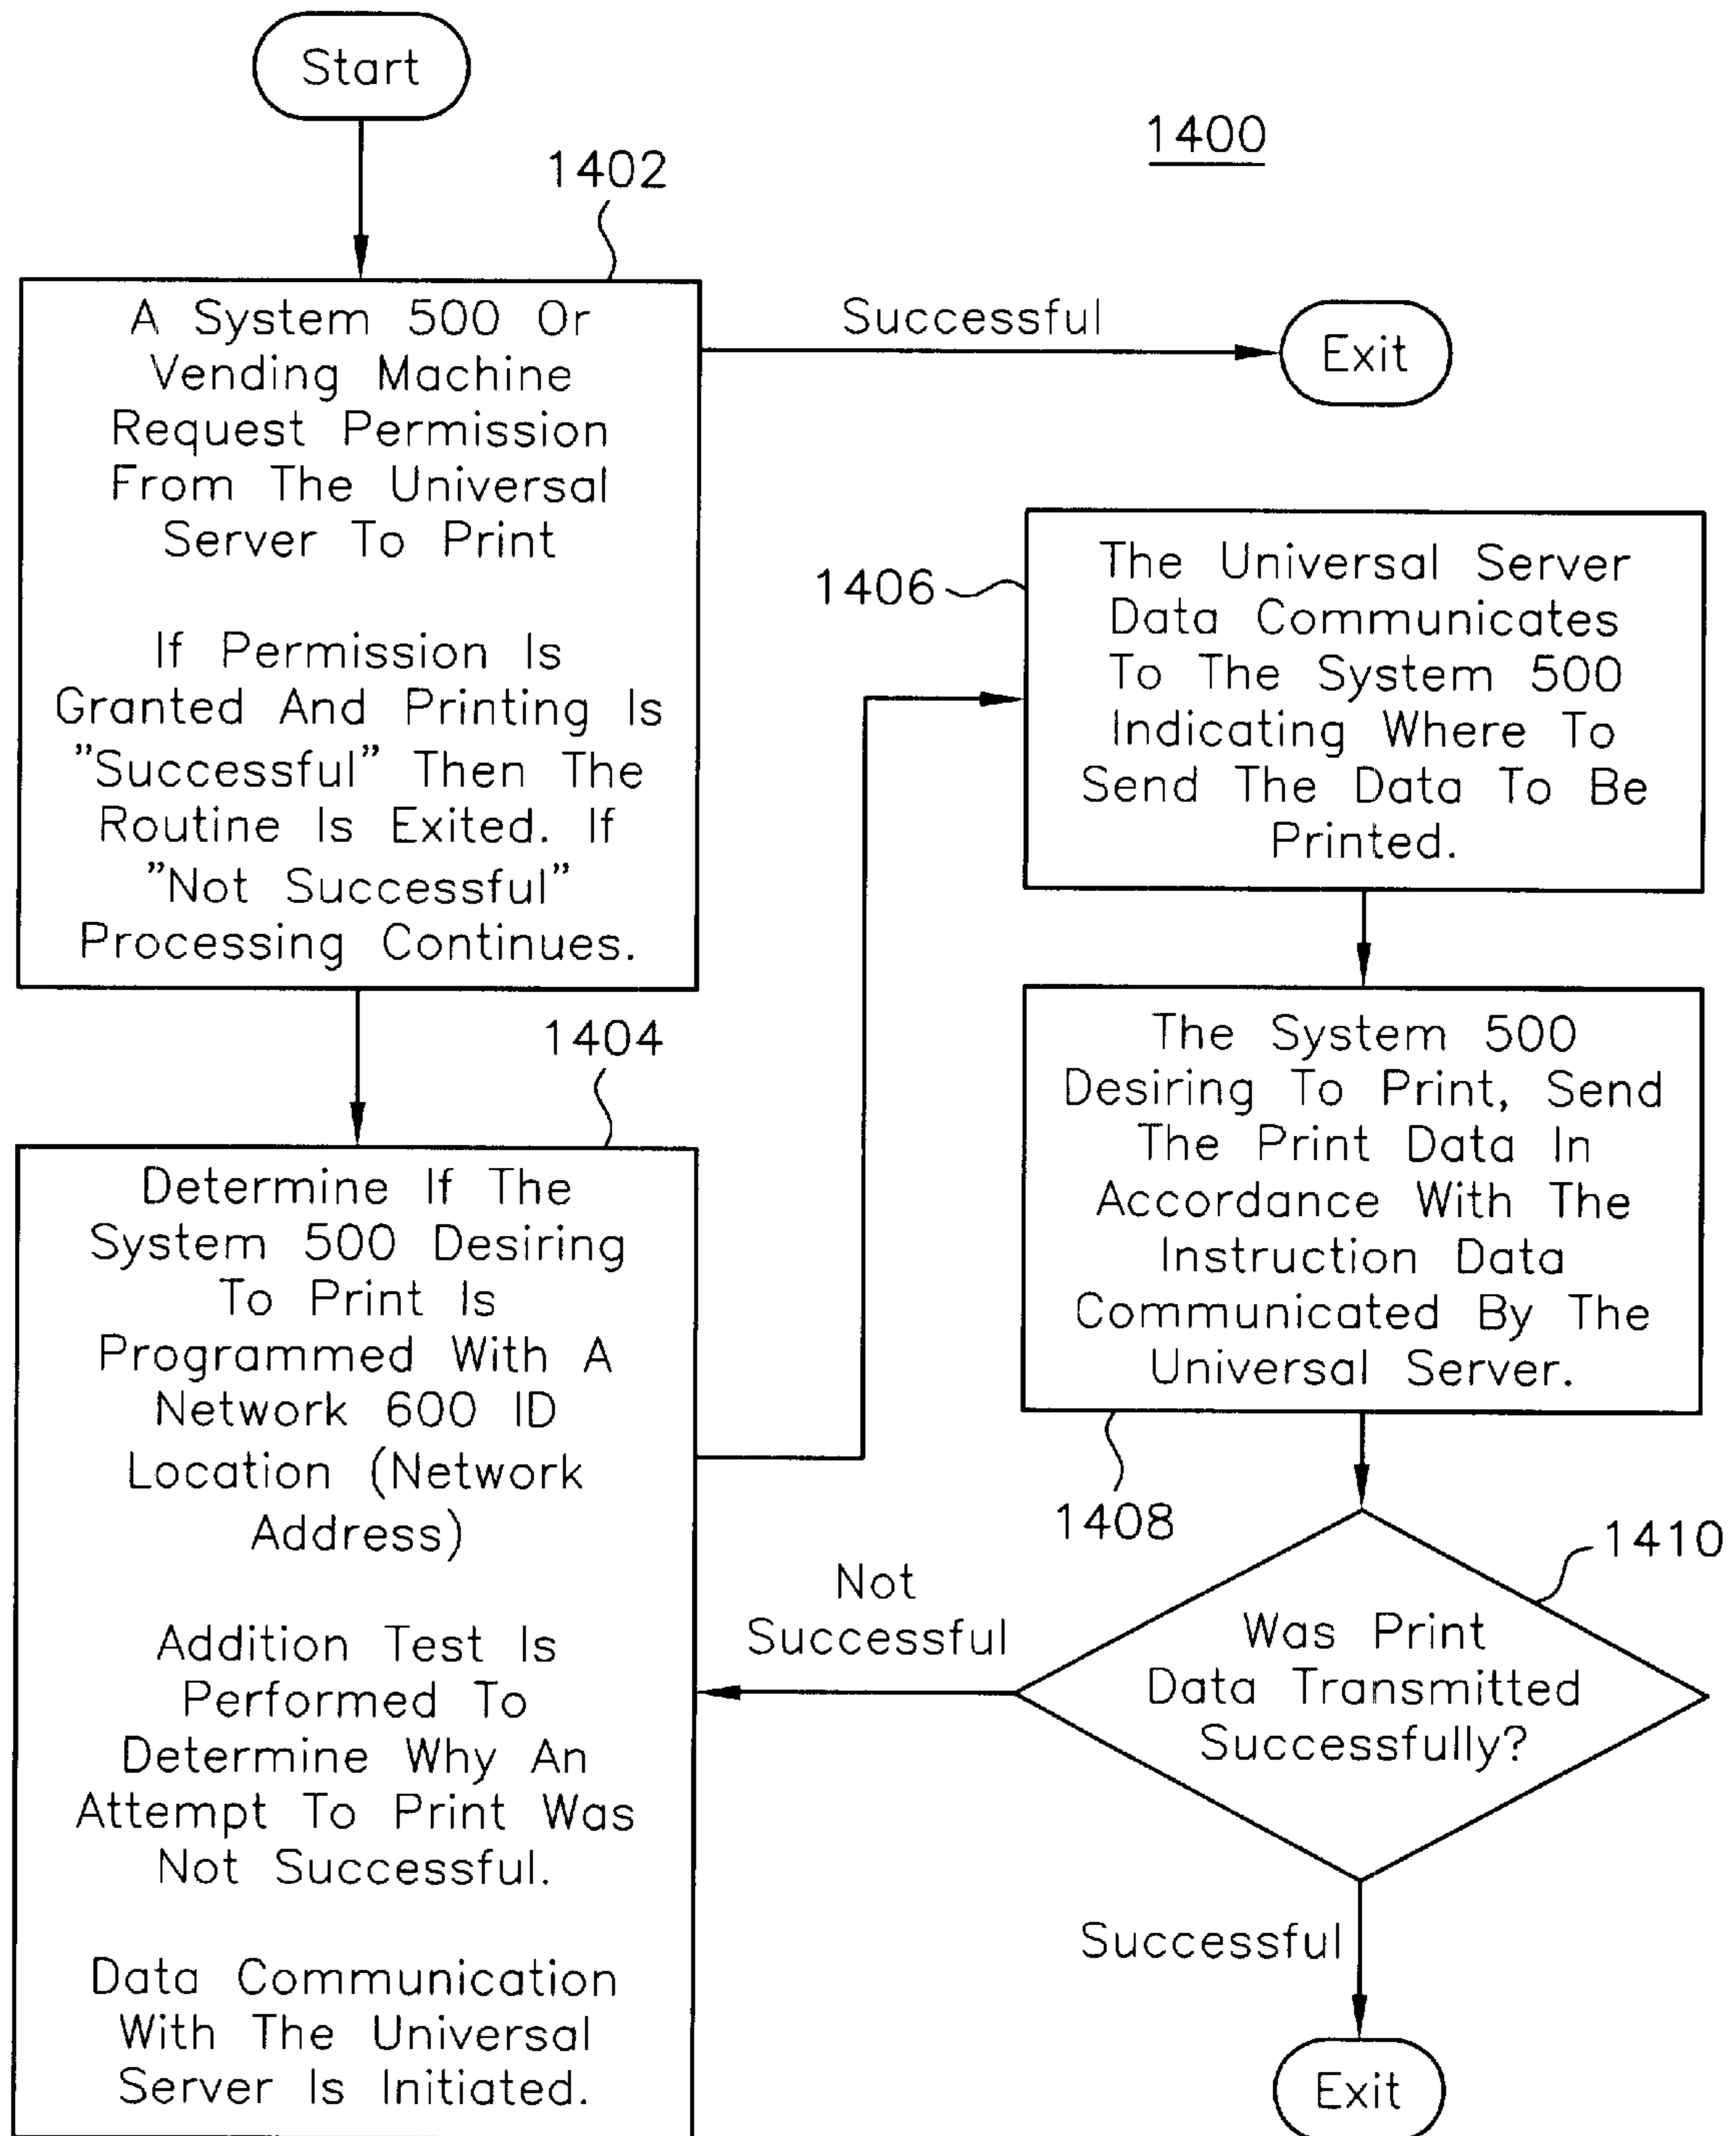 Start
1400
1402
A System 500 Or
Vending Machine
Request Permission
From The Universal
Server To Print
If Permission Is
Granted And Printing Is
"Successful" Then The
Routine Is Exited. If
"Not Successful"
Processing Continues.
Successful
Exit
1404
Determine If The
System 500 Desiring
To Print Is
Programmed With A
Network 600 ID
Location (Network
Address)
Addition Test Is
Performed To
Determine Why An
Attempt To Print Was
Not Successful.
Data Communication
With The Universal
Server Is Initiated.
1406
The Universal Server
Data Communicates
To The System 500
Indicating Where To
Send The Data To Be
Printed.
The System 500
Desiring To Print, Send
The Print Data In
Accordance With The
Instruction Data
Communicated By The
Universal Server.
1408
1410
Was Print
Data Transmitted
Successfully?
Not
Successful
Successful
Exit